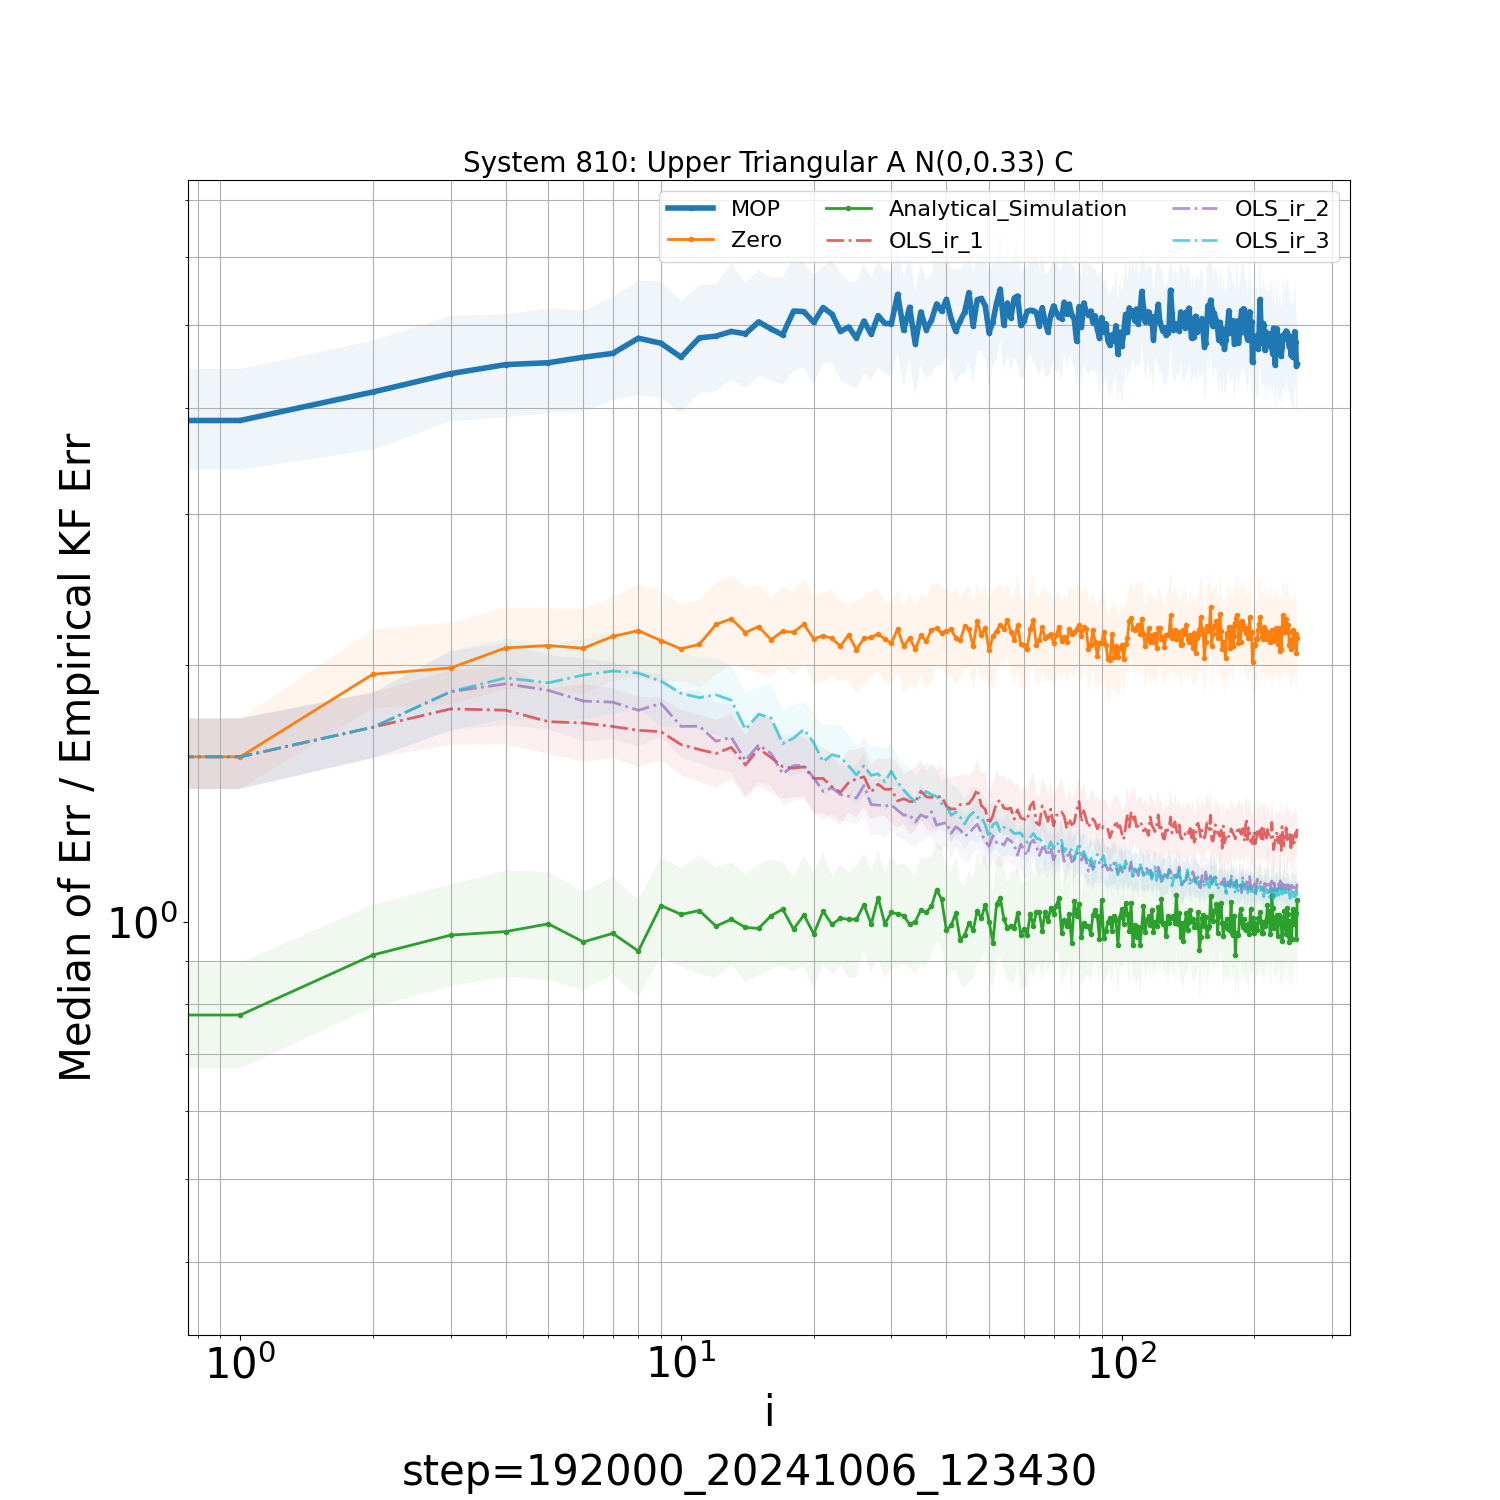 System 810: Upper Triangular A N(0,0.33) C
MOP
Zero
Analytical_Simulation
OLS_ir_1
OLS_ir_2
OLS_ir_3
Median of Err / Empirical KF Err
10⁰
10⁰ 10¹ 10²
i
step=192000_20241006_123430